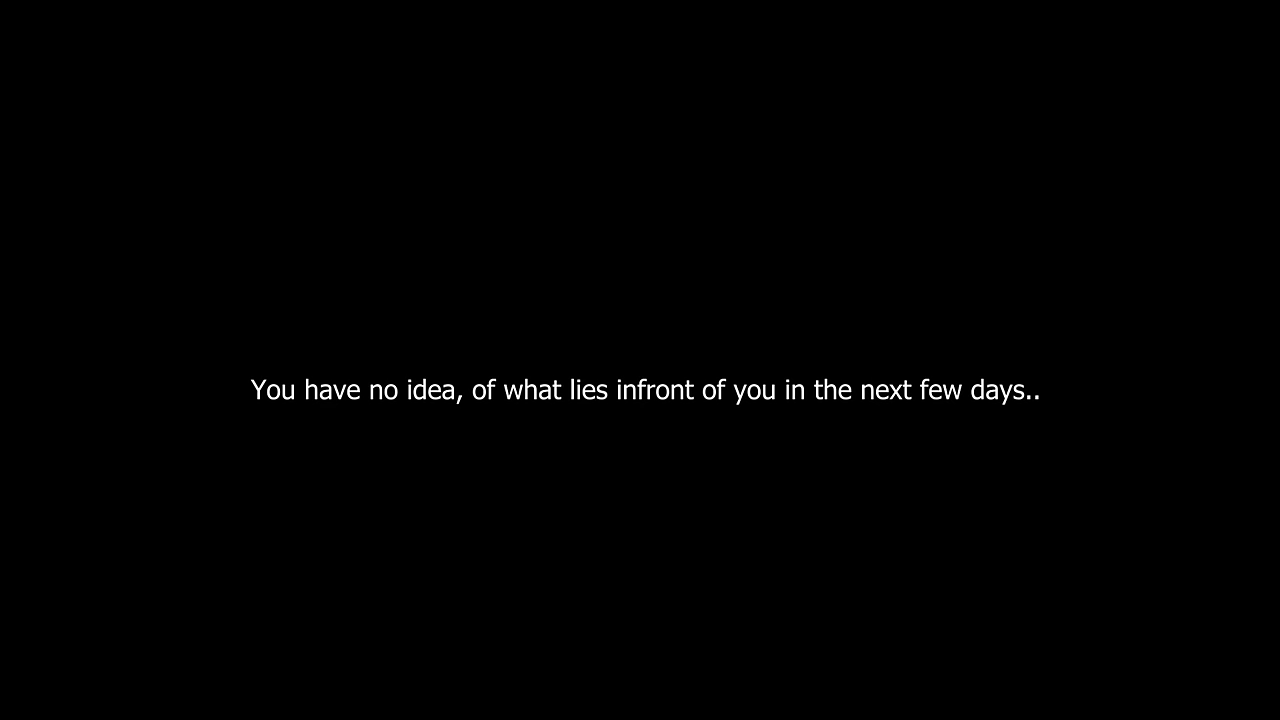 You have no idea, of what lies infront of you in the next few days..